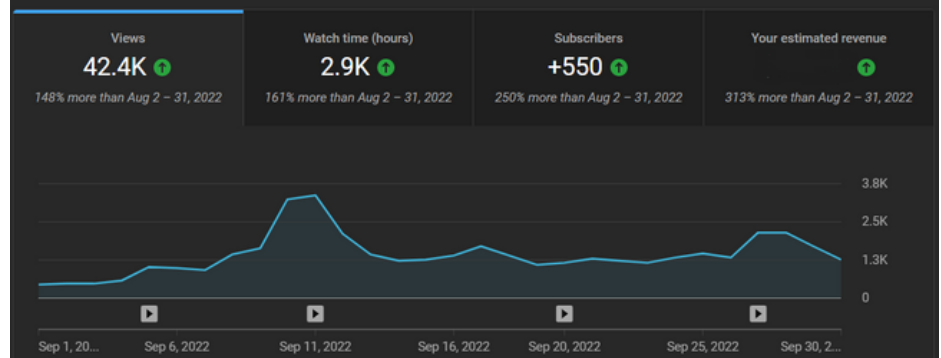 Views
42.4K
148% more than Aug 2 – 31, 2022
Watch time (hours)
2.9K
161% more than Aug 2 – 31, 2022
Subscribers
+550
250% more than Aug 2 – 31, 2022
Your estimated revenue
313% more than Aug 2 – 31, 2022
3.8K
2.5K
1.3K
0
Sep 1, 20...
Sep 6, 2022
Sep 11, 2022
Sep 16, 2022
Sep 20, 2022
Sep 25, 2022
Sep 30, 2...